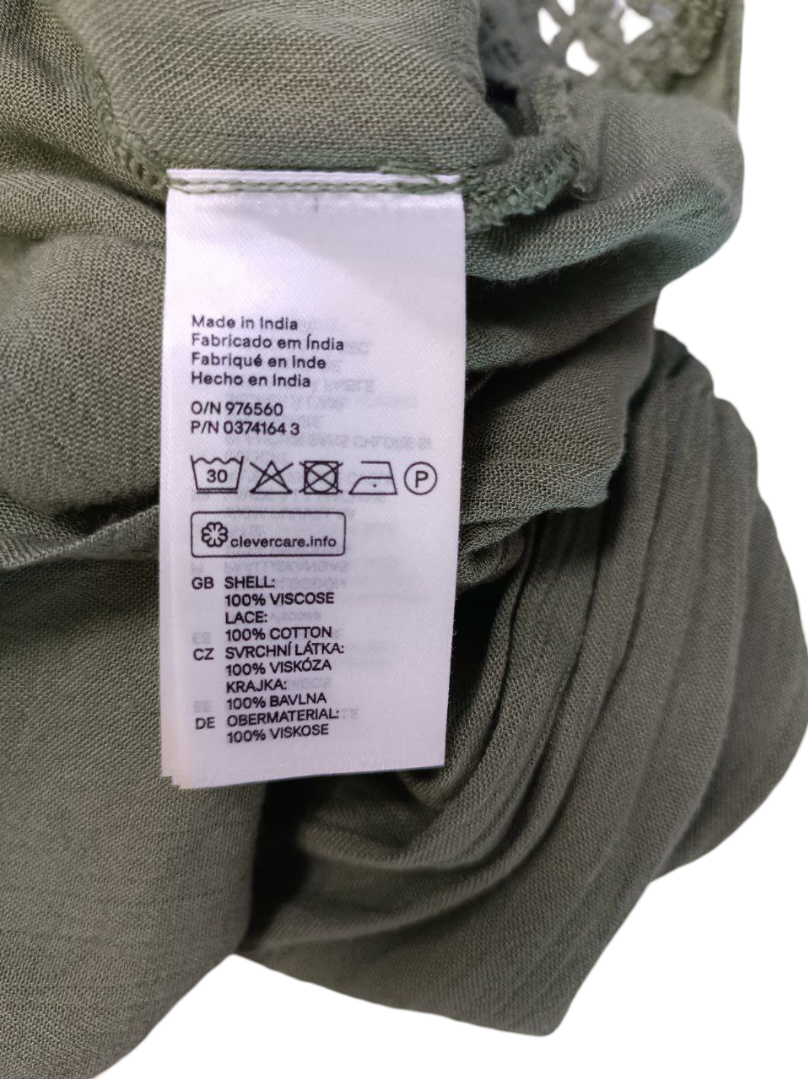 Made in India
Fabricado em Índia
Fabriqué en Inde
Hecho en India
O/N 976560
P/N 0374164 3
30 P
clevercare.info
GB SHELL:
100% VISCOSE
LACE:
100% COTTON
CZ SVRCHNÍ LÁTKA:
100% VISKÓZA
KRAJKA:
100% BAVLNA
DE OBERMATERIAL:
100% VISKOSE